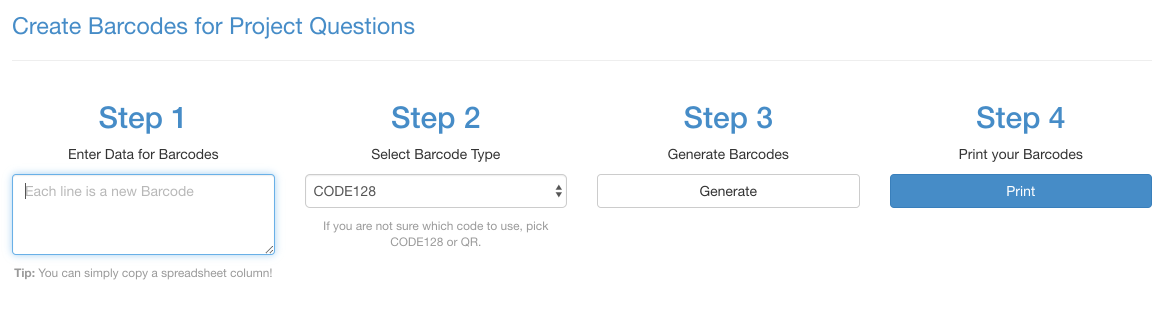 Create Barcodes for Project Questions
Step 1
Enter Data for Barcodes
Each line is a new Barcode
Tip: You can simply copy a spreadsheet column!
Step 2
Select Barcode Type
CODE128
If you are not sure which code to use, pick
CODE128 or QR.
Step 3
Generate Barcodes
Generate
Step 4
Print your Barcodes
Print